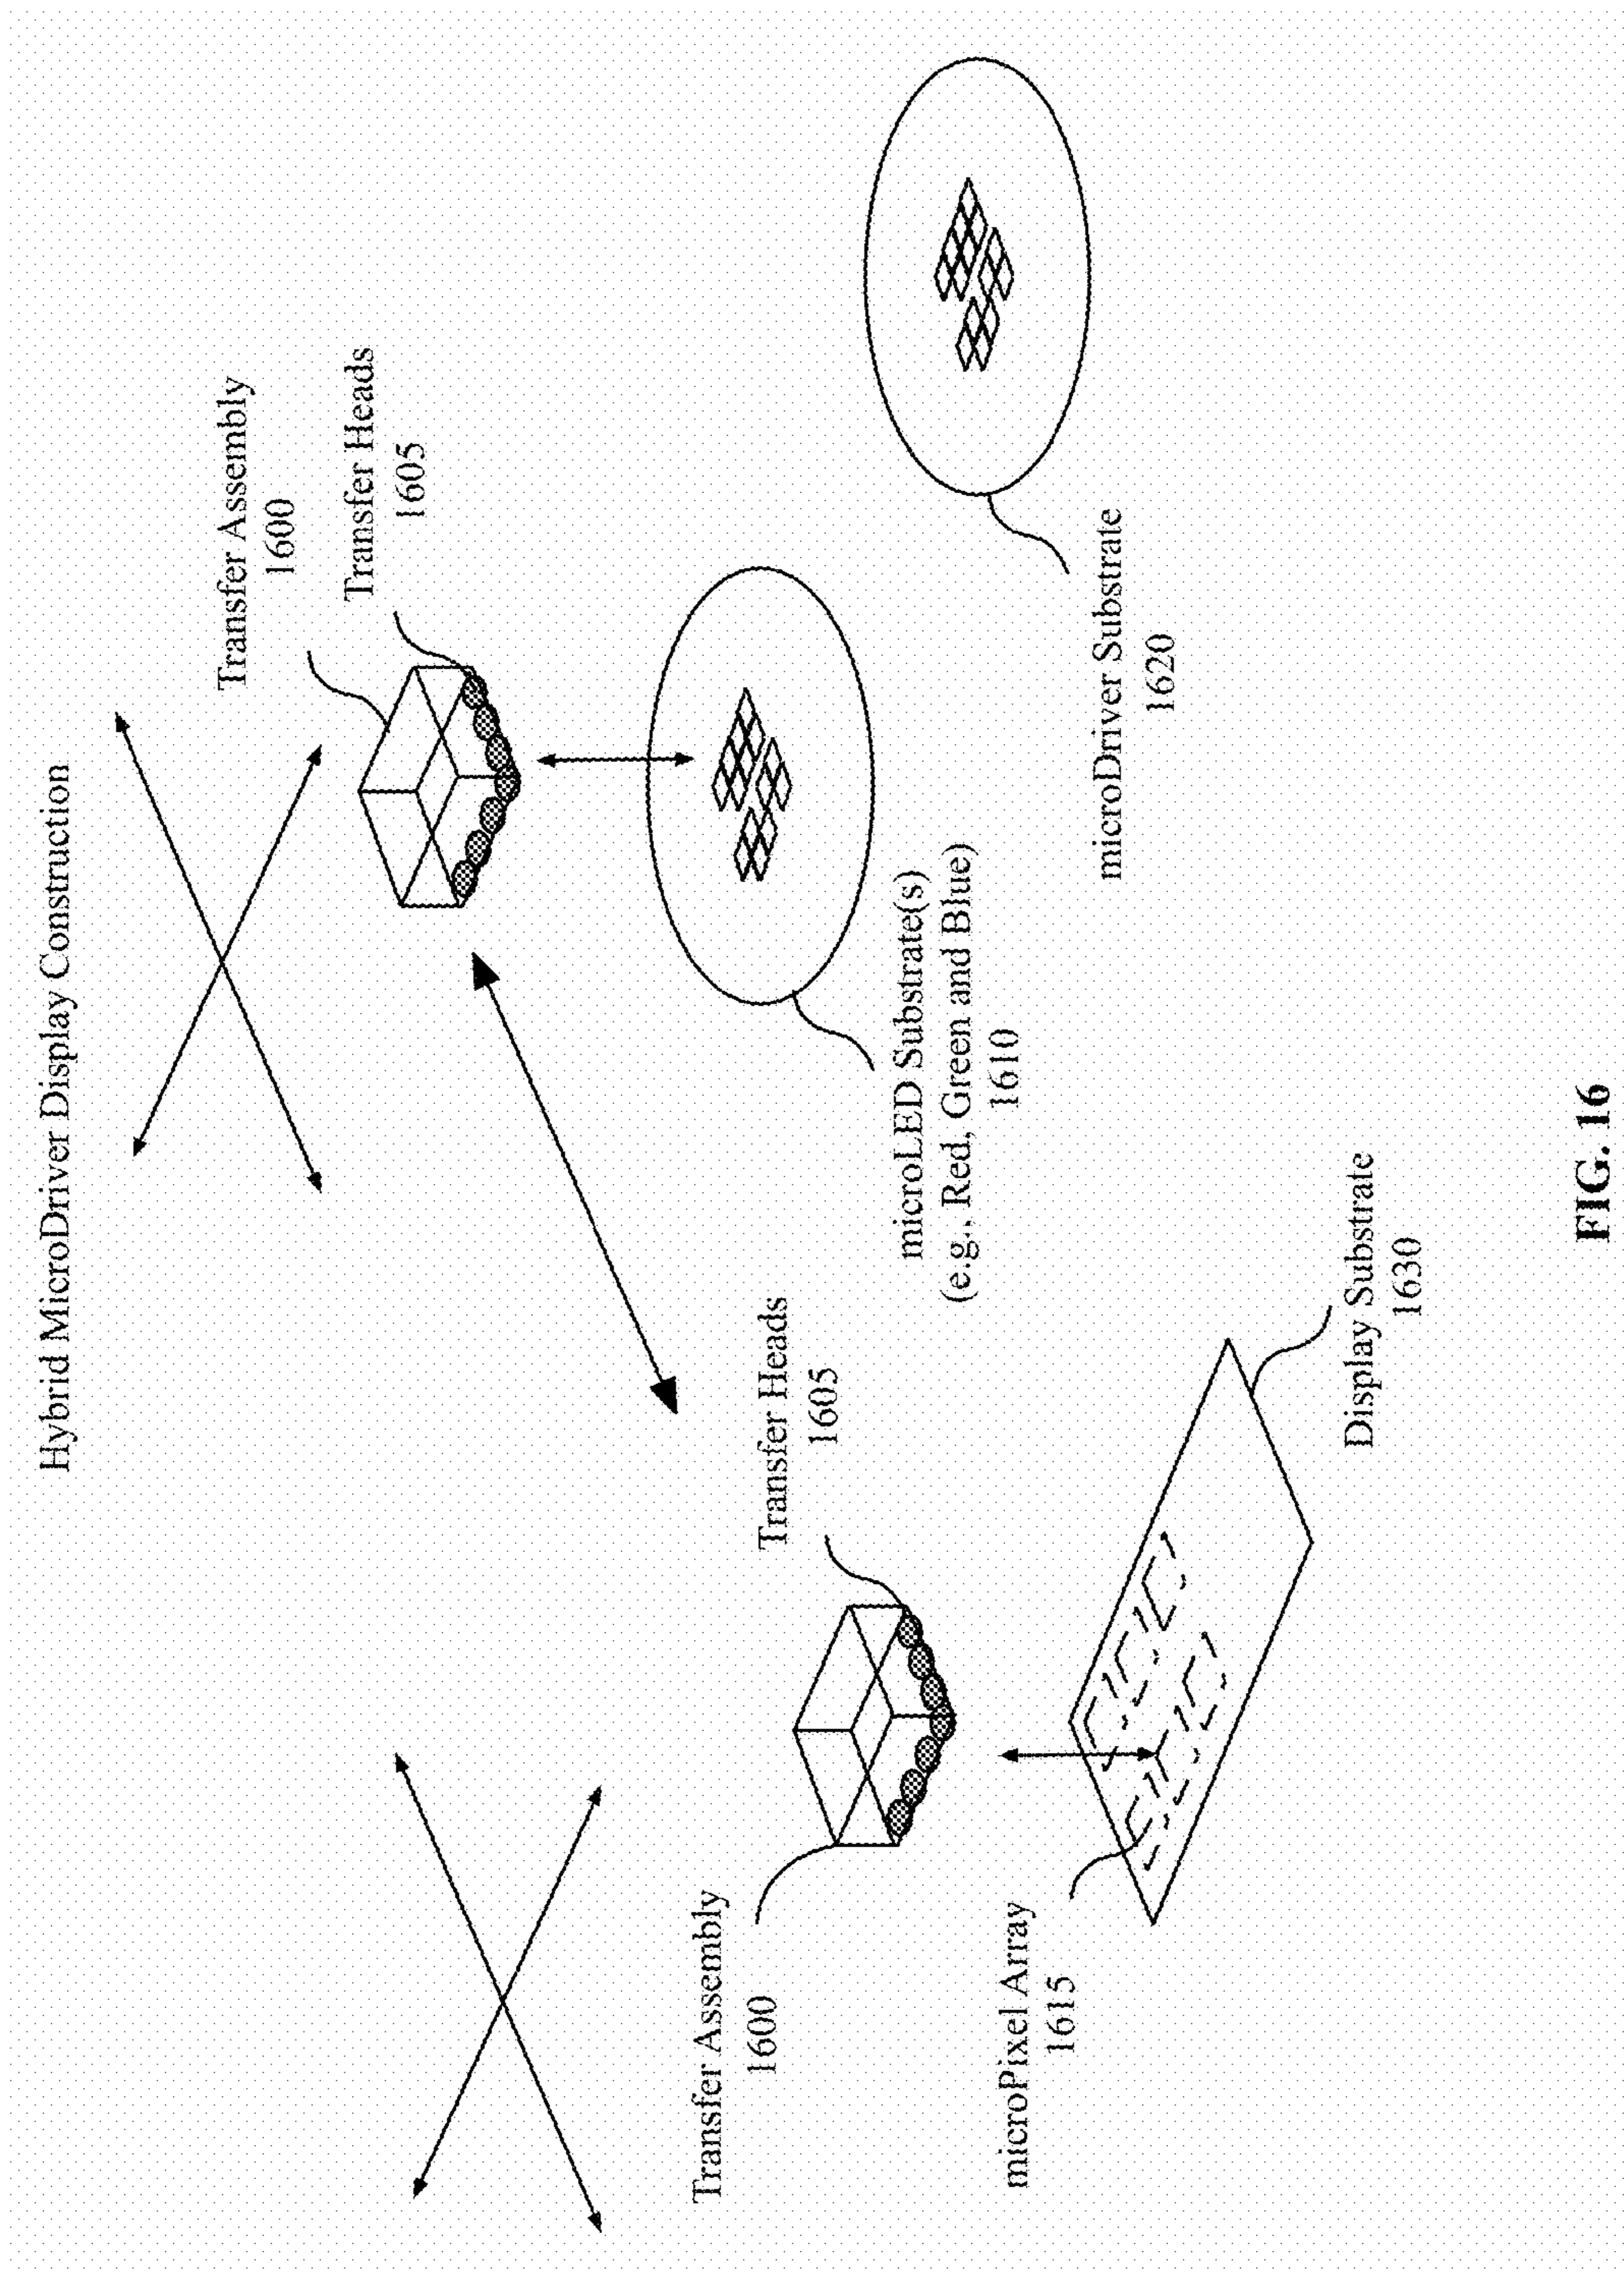 Hybrid MicroDriver Display Construction
Transfer Assembly
1600
Transfer Heads
1605
Transfer Heads
1605
Transfer Assembly
1600
microLED Substrate(s)
(e.g., Red, Green and Blue)
1610
microPixel Array
1615
microDriver Substrate
1620
Display Substrate
1630
FIG. 16